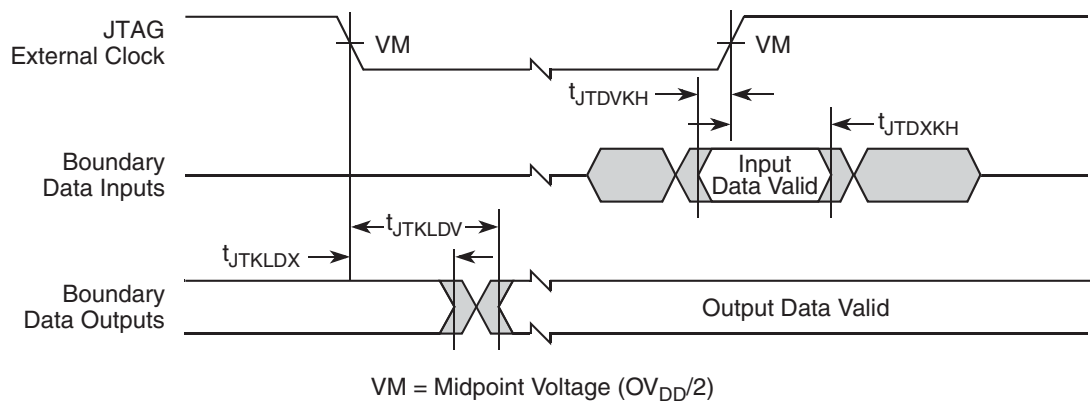 JTAG
External Clock
VM
VM
tJTDVKH
tJTDXKH
Boundary
Data Inputs
Input
Data Valid
tJTKLDV
tJTKLDX
Boundary
Data Outputs
Output Data Valid
VM = Midpoint Voltage (OVDD/2)